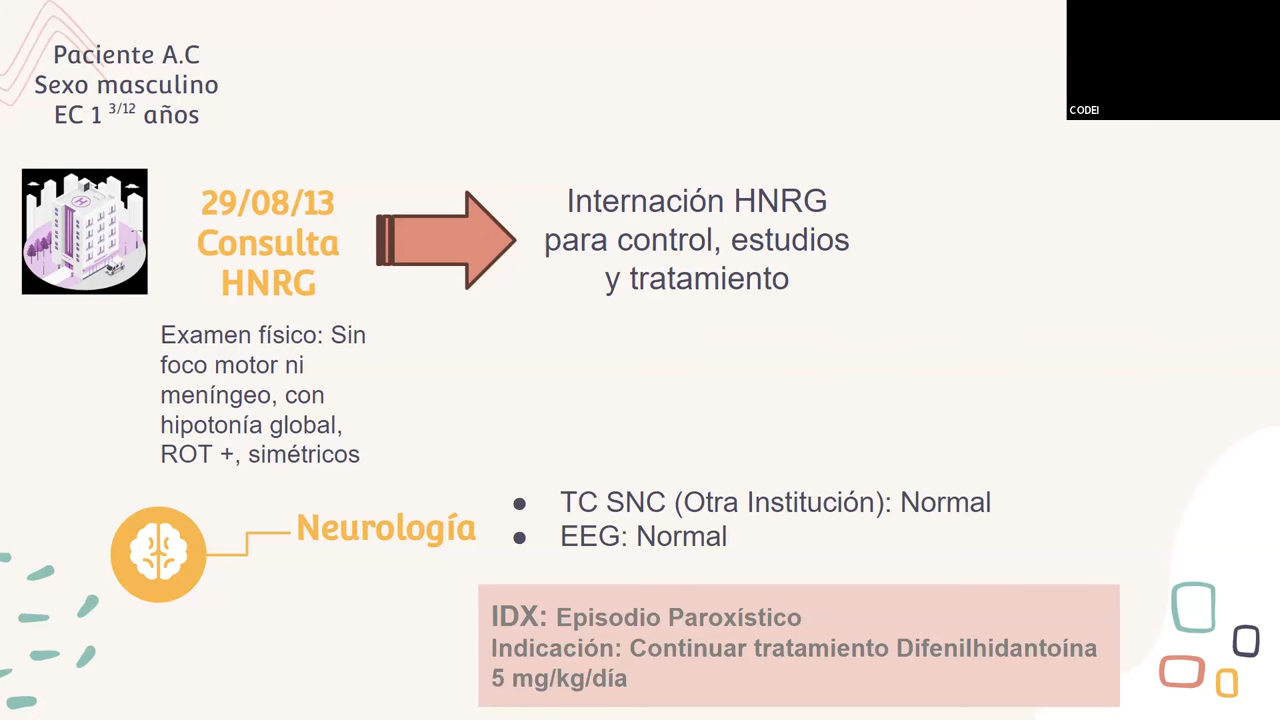 Paciente A.C
Sexo masculino
EC 1 3/12 años
CODEI
H
29/08/13
Consulta
HNRG
Internación HNRG
para control, estudios
y tratamiento
Examen físico: Sin
foco motor ni
meníngeo, con
hipotonía global,
ROT +, simétricos
Neurología
● TC SNC (Otra Institución): Normal
● EEG: Normal
IDX: Episodio Paroxístico
Indicación: Continuar tratamiento Difenilhidantoína
5 mg/kg/día